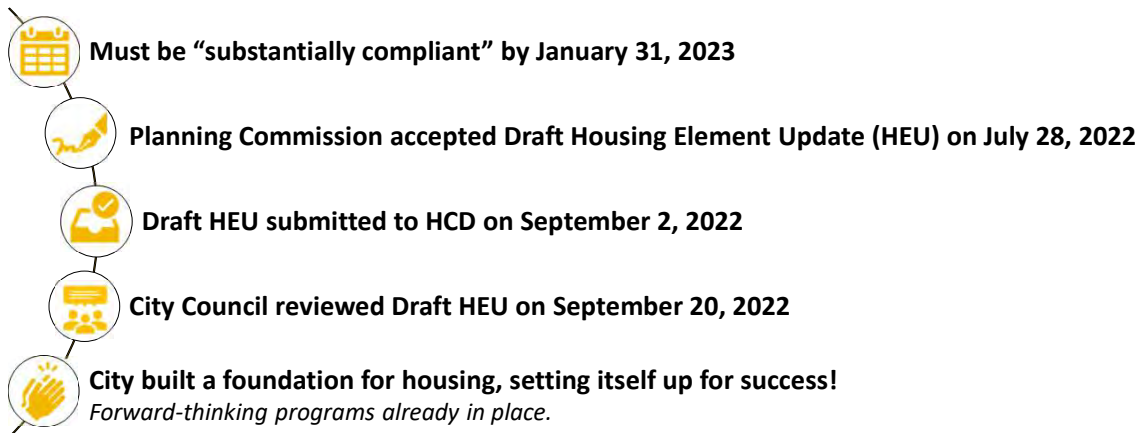 Must be “substantially compliant” by January 31, 2023
Planning Commission accepted Draft Housing Element Update (HEU) on July 28, 2022
Draft HEU submitted to HCD on September 2, 2022
City Council reviewed Draft HEU on September 20, 2022
City built a foundation for housing, setting itself up for success!
Forward-thinking programs already in place.